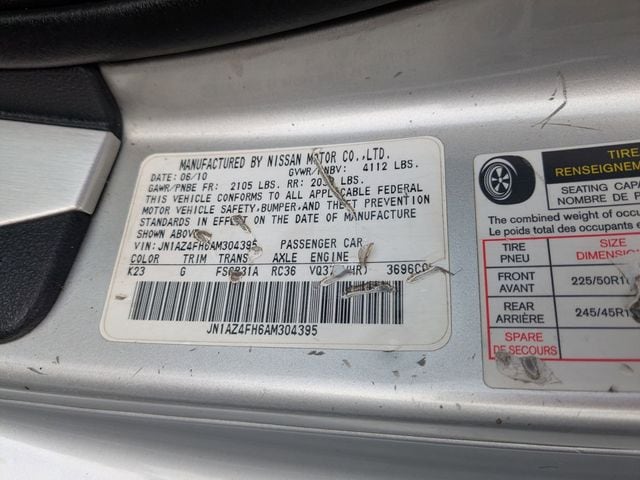 MANUFACTURED BY NISSAN MOTOR CO.,LTD.
DATE: 06/10 GVWR/PNBV: 4112 LBS.
GAWR/PNBE FR: 2105 LBS. RR: LBS.
THIS VEHICLE CONFORMS TO ALL APPLICABLE FEDERAL
MOTOR VEHICLE SAFETY,BUMPER,AND THEFT PREVENTION
STANDARDS IN EFFECT ON THE DATE OF MANUFACTURE
SHOWN ABOVE
VIN: JN1AZ4FH6AM304395 PASSENGER CAR
COLOR TRIM TRANS AXLE ENGINE
K23 G RC36
JN1AZ4FH6AM304395
TIRE
RENSEIGNEM
SEATING CAP
NOMBRE DE P
The combined weight of occup
Le poids total des occupants e
TIRE SIZE
PNEU DIMENSI
FRONT 225/50R1
AVANT
REAR 245/45R1
ARRIÈRE
SPARE
DE SECOURS